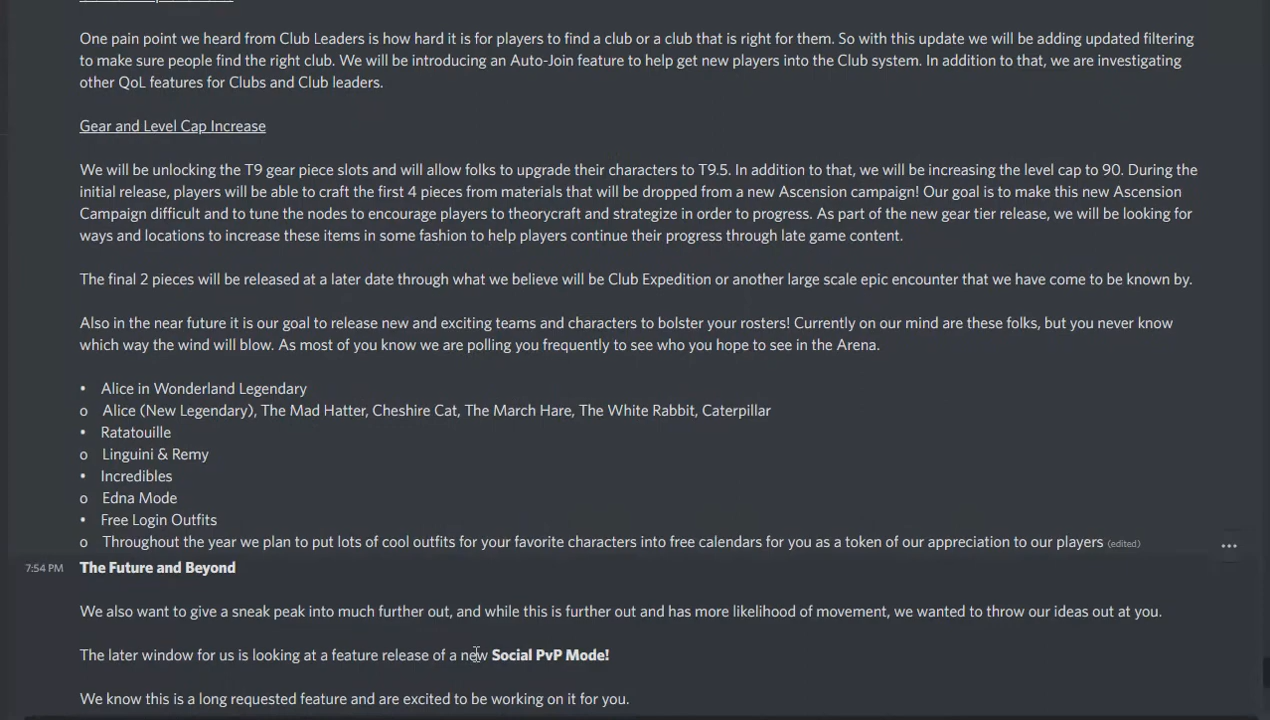 One pain point we heard from Club Leaders is how hard it is for players to find a club or a club that is right for them. So with this update we will be adding updated filtering
to make sure people find the right club. We will be introducing an Auto-Join feature to help get new players into the Club system. In addition to that, we are investigating
other QoL features for Clubs and Club leaders.
Gear and Level Cap Increase
We will be unlocking the T9 gear piece slots and will allow folks to upgrade their characters to T9.5. In addition to that, we will be increasing the level cap to 90. During the
initial release, players will be able to craft the first 4 pieces from materials that will be dropped from a new Ascension campaign! Our goal is to make this new Ascension
Campaign difficult and to tune the nodes to encourage players to theorycraft and strategize in order to progress. As part of the new gear tier release, we will be looking for
ways and locations to increase these items in some fashion to help players continue their progress through late game content.
The final 2 pieces will be released at a later date through what we believe will be Club Expedition or another large scale epic encounter that we have come to be known by.
Also in the near future it is our goal to release new and exciting teams and characters to bolster your rosters! Currently on our mind are these folks, but you never know
which way the wind will blow. As most of you know we are polling you frequently to see who you hope to see in the Arena.
• Alice in Wonderland Legendary
o Alice (New Legendary), The Mad Hatter, Cheshire Cat, The March Hare, The White Rabbit, Caterpillar
• Ratatouille
o Linguini & Remy
• Incredibles
o Edna Mode
• Free Login Outfits
o Throughout the year we plan to put lots of cool outfits for your favorite characters into free calendars for you as a token of our appreciation to our players (edited)
7:54 PM The Future and Beyond
We also want to give a sneak peak into much further out, and while this is further out and has more likelihood of movement, we wanted to throw our ideas out at you.
The later window for us is looking at a feature release of a new Social PvP Mode!
We know this is a long requested feature and are excited to be working on it for you.